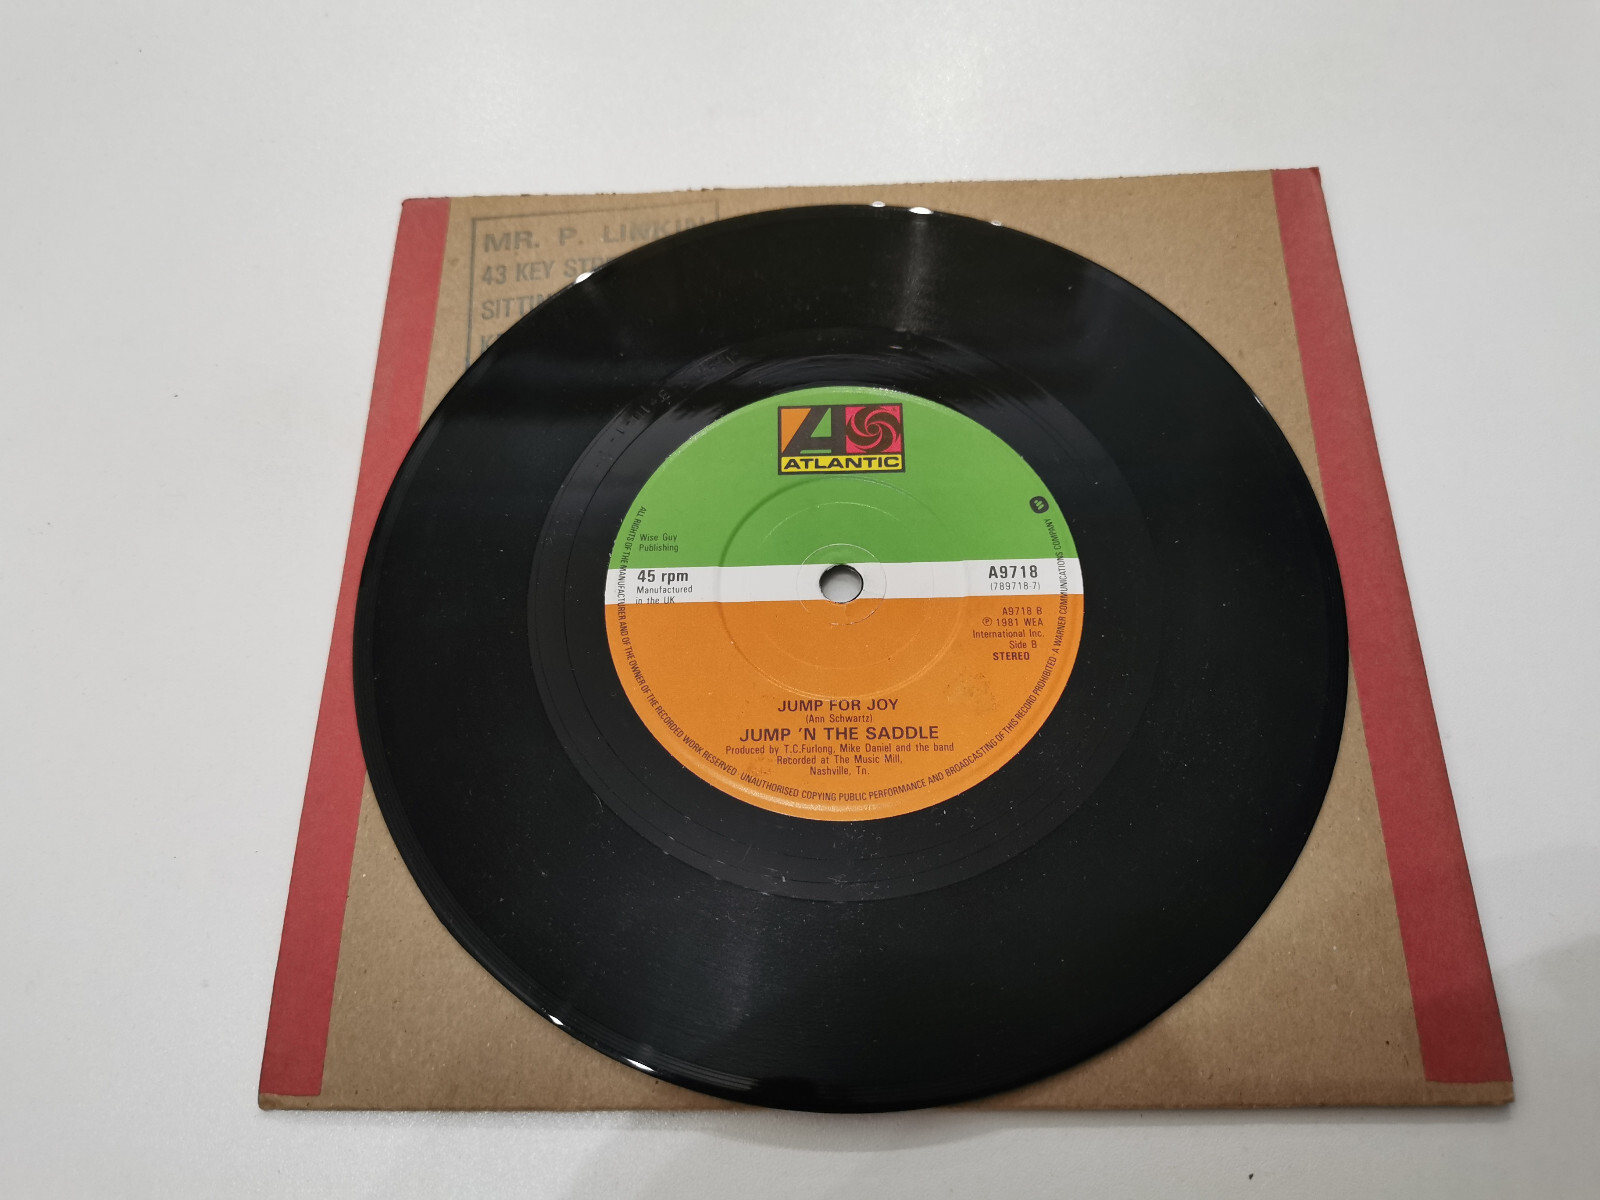 MR. P. LINKIN
43 KEY
ATLANTIC
Wise Guy
Publishing
45 rpm
Manufactured
in the UK
A9718
(789718-7)
A9718 B
℗ 1981 WEA
International Inc.
Side B
STEREO
JUMP FOR JOY
(Ann Schwartz)
JUMP 'N THE SADDLE
Produced by T.C.Furlong, Mike Daniel and the band
Recorded at The Music Mill,
Nashville, Tn.
ALL RIGHTS OF THE MANUFACTURER AND OF THE OWNER OF THE RECORDED WORK RESERVED UNAUTHORISED COPYING PUBLIC PERFORMANCE AND BROADCASTING OF THIS RECORD PROHIBITED · A WARNER COMMUNICATIONS COMPANY